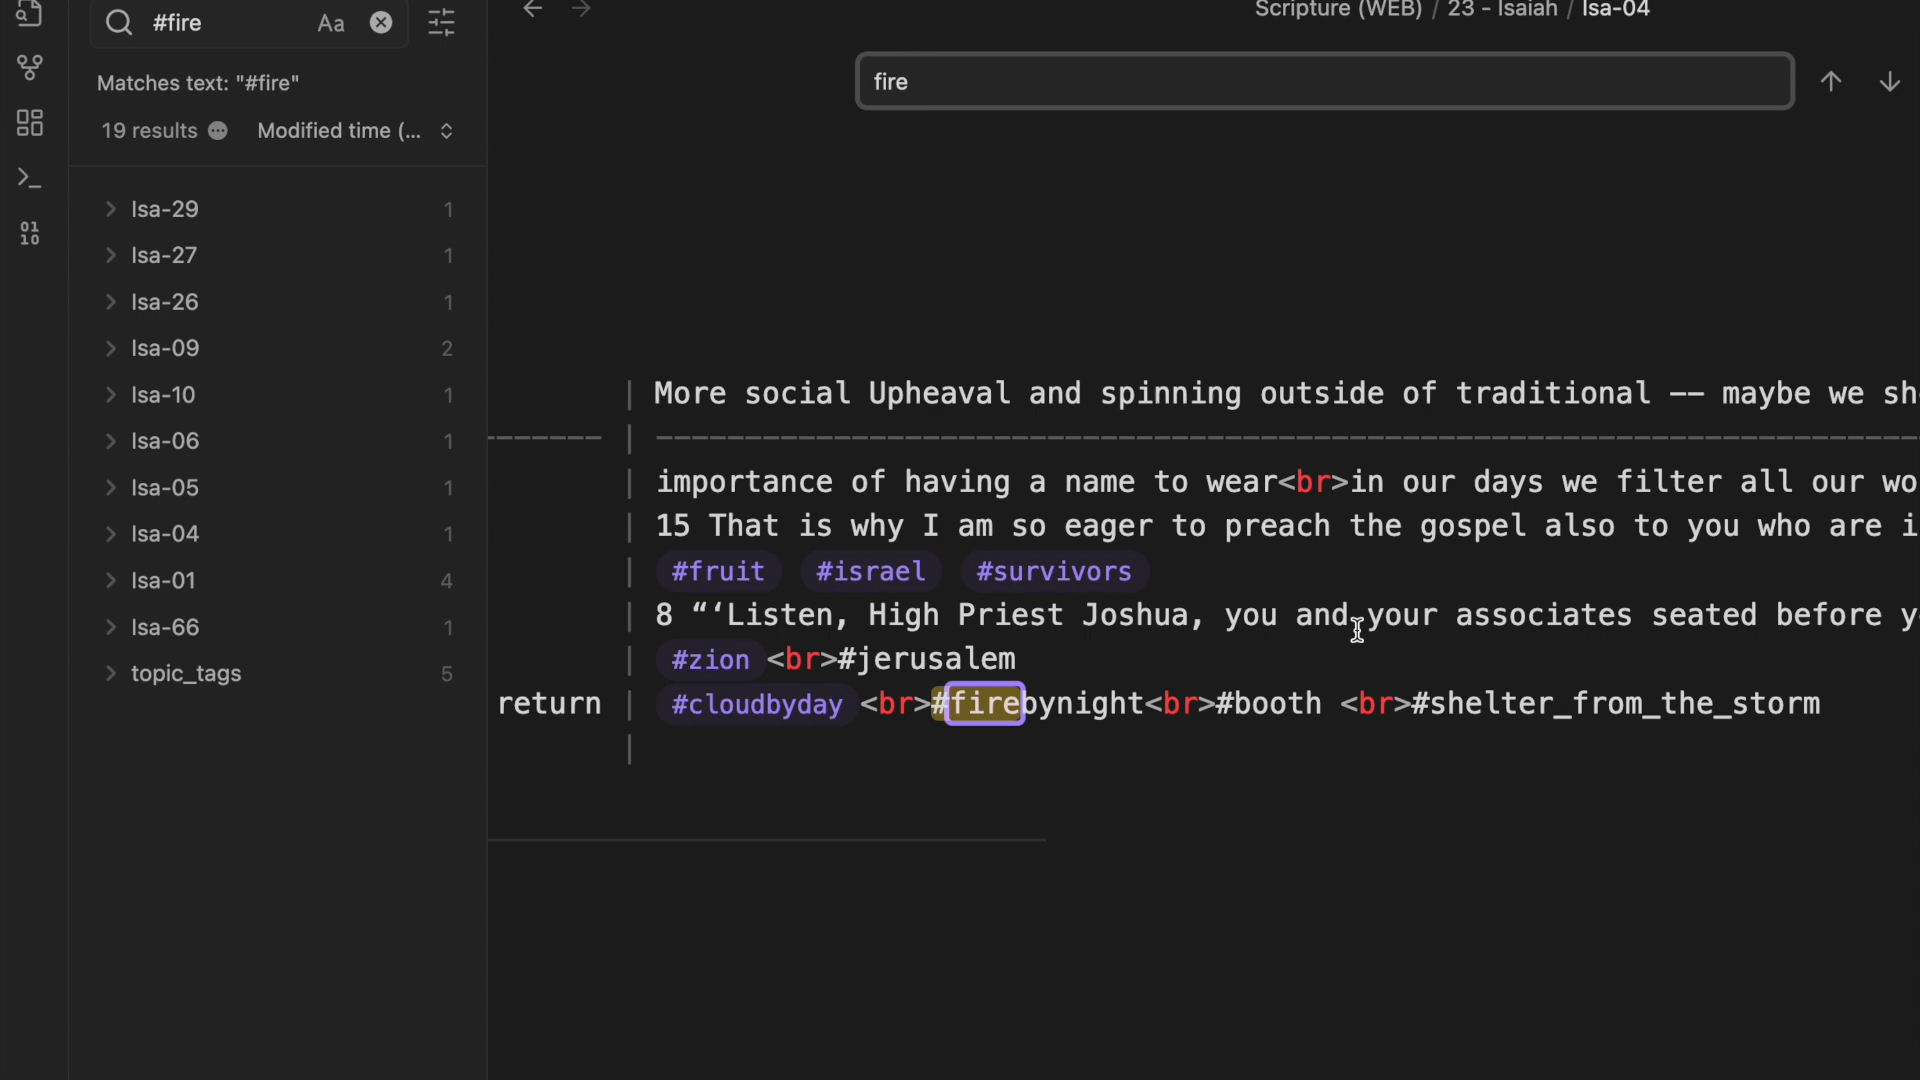 #fire
Aa
Matches text: "#fire"
19 results
Modified time (...
Isa-29 1
Isa-27 1
Isa-26 1
Isa-09 2
Isa-10 1
Isa-06 1
Isa-05 1
Isa-04 1
Isa-01 4
Isa-66 1
topic_tags 5
Scripture (WEB) / 23 - Isaiah / Isa-04
fire
| More social Upheaval and spinning outside of traditional -- maybe we sh
| importance of having a name to wear<br>in our days we filter all our wo
| 15 That is why I am so eager to preach the gospel also to you who are i
| #fruit #israel #survivors
| 8 “‘Listen, High Priest Joshua, you and your associates seated before y
| #zion <br>#jerusalem
return | #cloudbyday <br>#firebynight<br>#booth <br>#shelter_from_the_storm
|